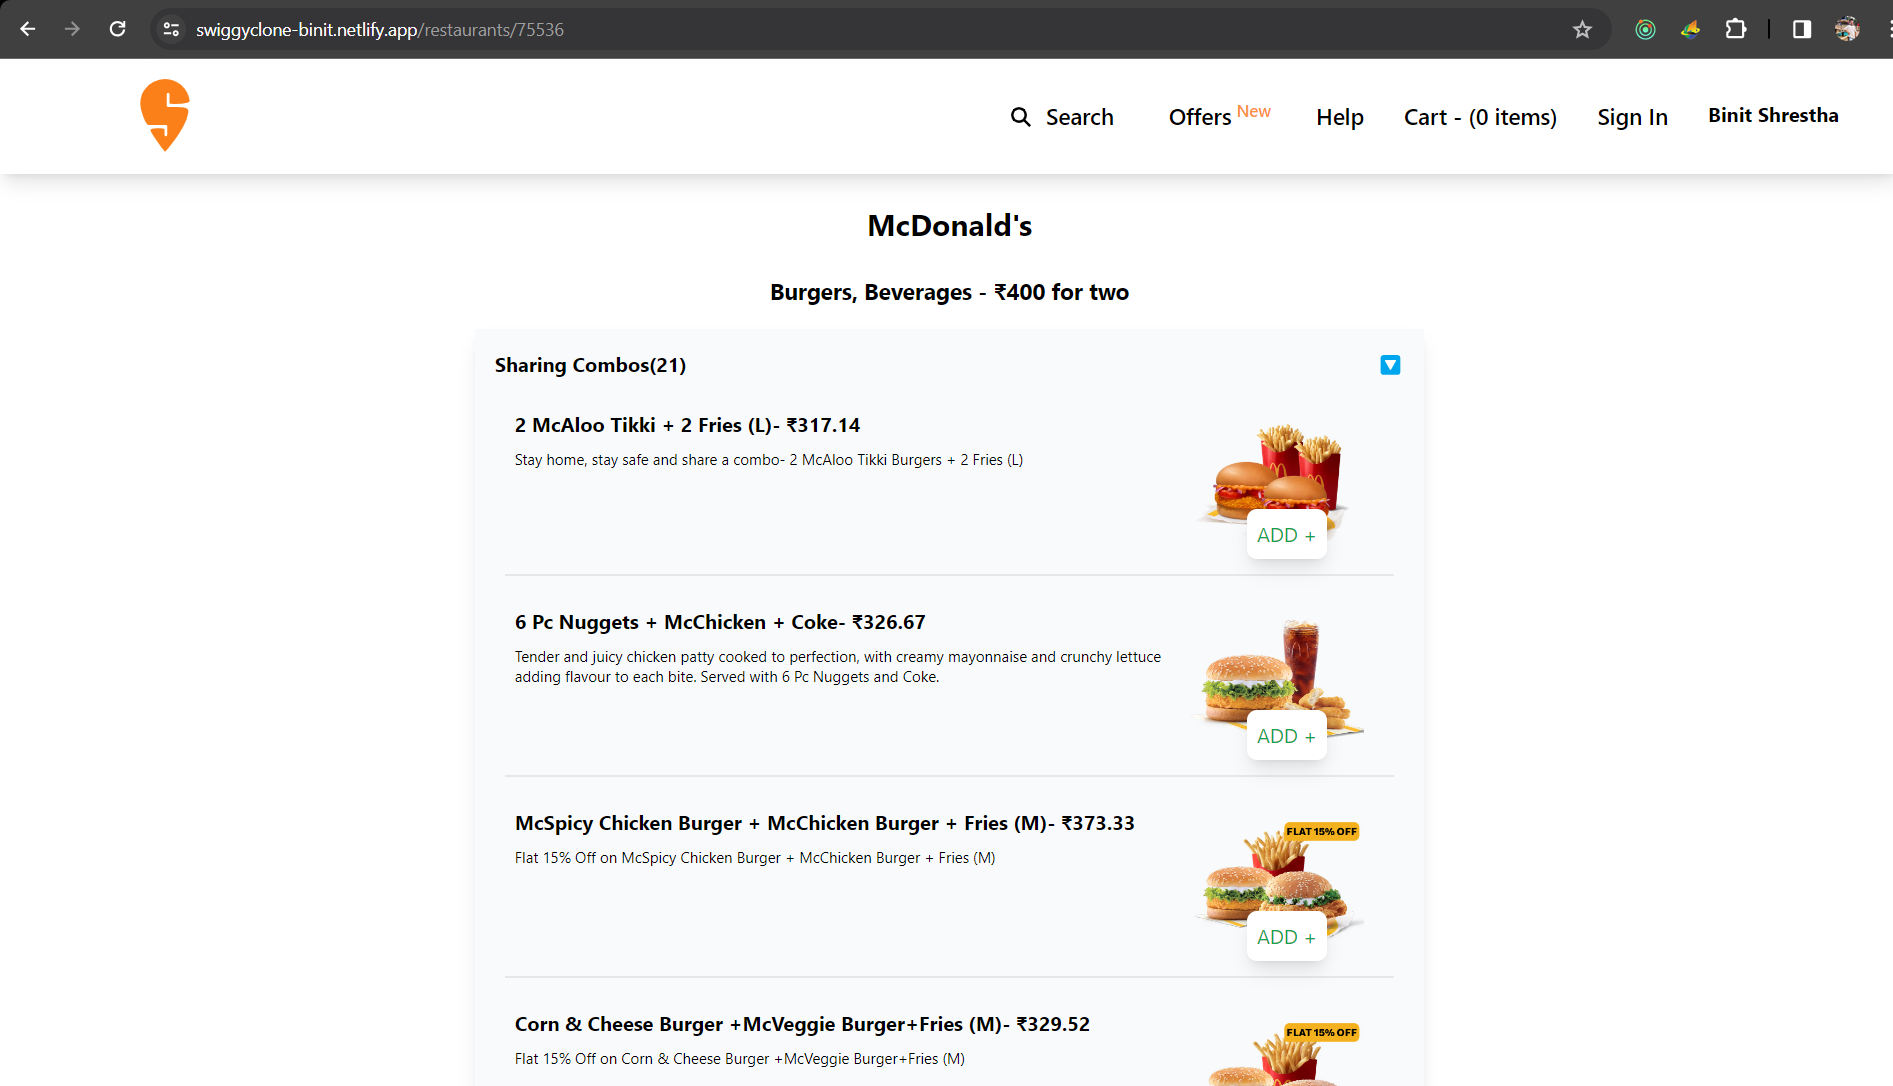 swiggyclone-binit.netlify.app/restaurants/75536
Search
Offers New
Help
Cart - (0 items)
Sign In
Binit Shrestha
McDonald's
Burgers, Beverages - ₹400 for two
Sharing Combos(21)
2 McAloo Tikki + 2 Fries (L)- ₹317.14
Stay home, stay safe and share a combo- 2 McAloo Tikki Burgers + 2 Fries (L)
ADD +
6 Pc Nuggets + McChicken + Coke- ₹326.67
Tender and juicy chicken patty cooked to perfection, with creamy mayonnaise and crunchy lettuce
adding flavour to each bite. Served with 6 Pc Nuggets and Coke.
ADD +
McSpicy Chicken Burger + McChicken Burger + Fries (M)- ₹373.33
FLAT 15% OFF
Flat 15% Off on McSpicy Chicken Burger + McChicken Burger + Fries (M)
ADD +
Corn & Cheese Burger +McVeggie Burger+Fries (M)- ₹329.52
FLAT 15% OFF
Flat 15% Off on Corn & Cheese Burger +McVeggie Burger+Fries (M)